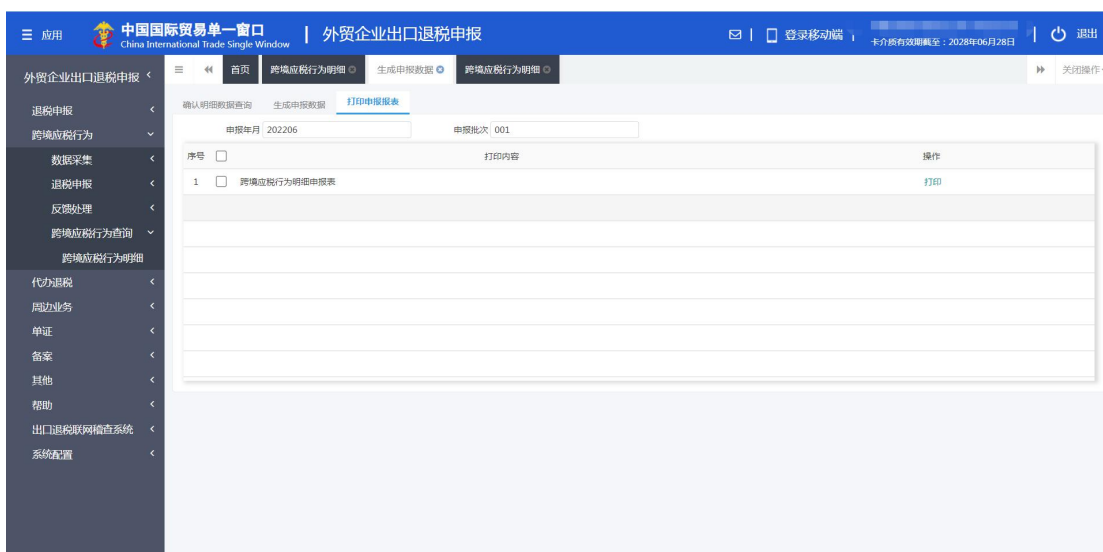 应用
中国国际贸易单一窗口
China International Trade Single Window
外贸企业出口退税申报
登录移动端
卡介质有效期截至：2028年06月28日
退出
外贸企业出口退税申报
首页
跨境应税行为明细
生成申报数据
跨境应税行为明细
关闭操作
退税申报
跨境应税行为
数据采集
退税申报
反馈处理
跨境应税行为查询
跨境应税行为明细
代办退税
周边业务
单证
备案
其他
帮助
出口退税联网稽查系统
系统配置
确认明细数据查询
生成申报数据
打印申报报表
申报年月 202206
申报批次 001
序号 打印内容 操作
1 跨境应税行为明细申报表 打印